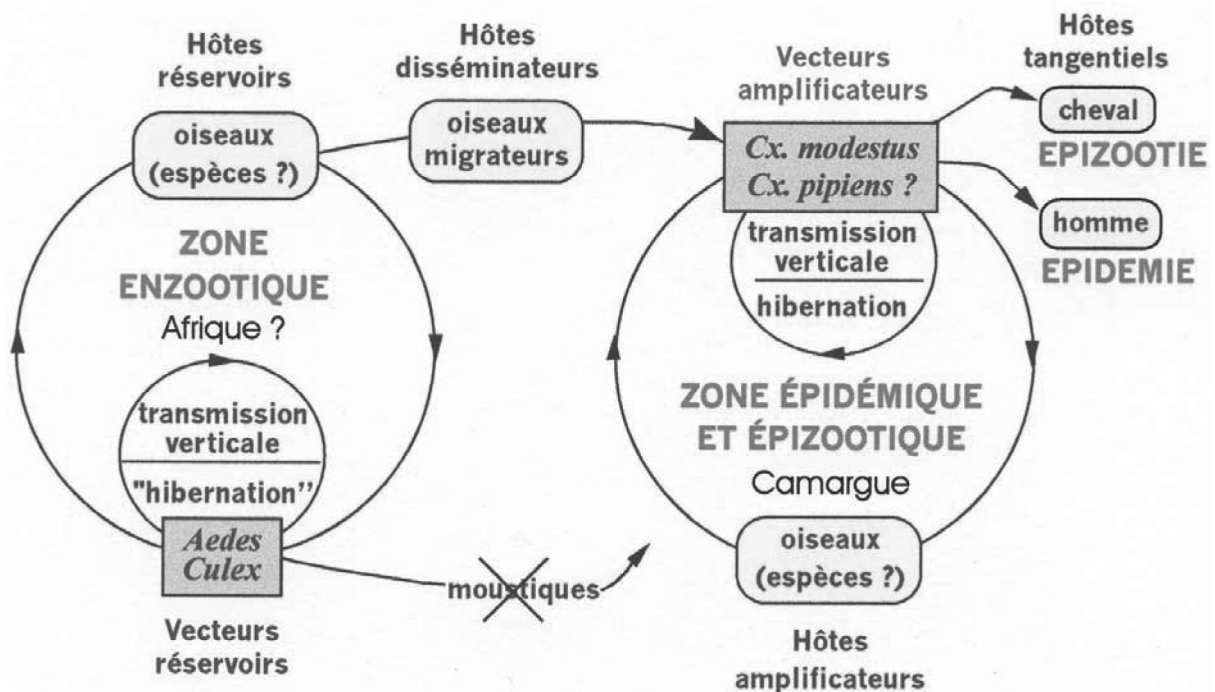 Hôtes
réservoirs
oiseaux
(espèces ?)
ZONE
ENZOOTIQUE
Afrique ?
transmission
verticale
"hibernation"
Aedes
Culex
Vecteurs
réservoirs
Hôtes
disséminateurs
oiseaux
migrateurs
moustiques
Vecteurs
amplificateurs
Cx. modestus
Cx. pipiens ?
transmission
verticale
hibernation
ZONE ÉPIDÉMIQUE
ET ÉPIZOOTIQUE
Camargue
oiseaux
(espèces ?)
Hôtes
amplificateurs
Hôtes
tangentiels
cheval
EPIZOOTIE
homme
EPIDEMIE